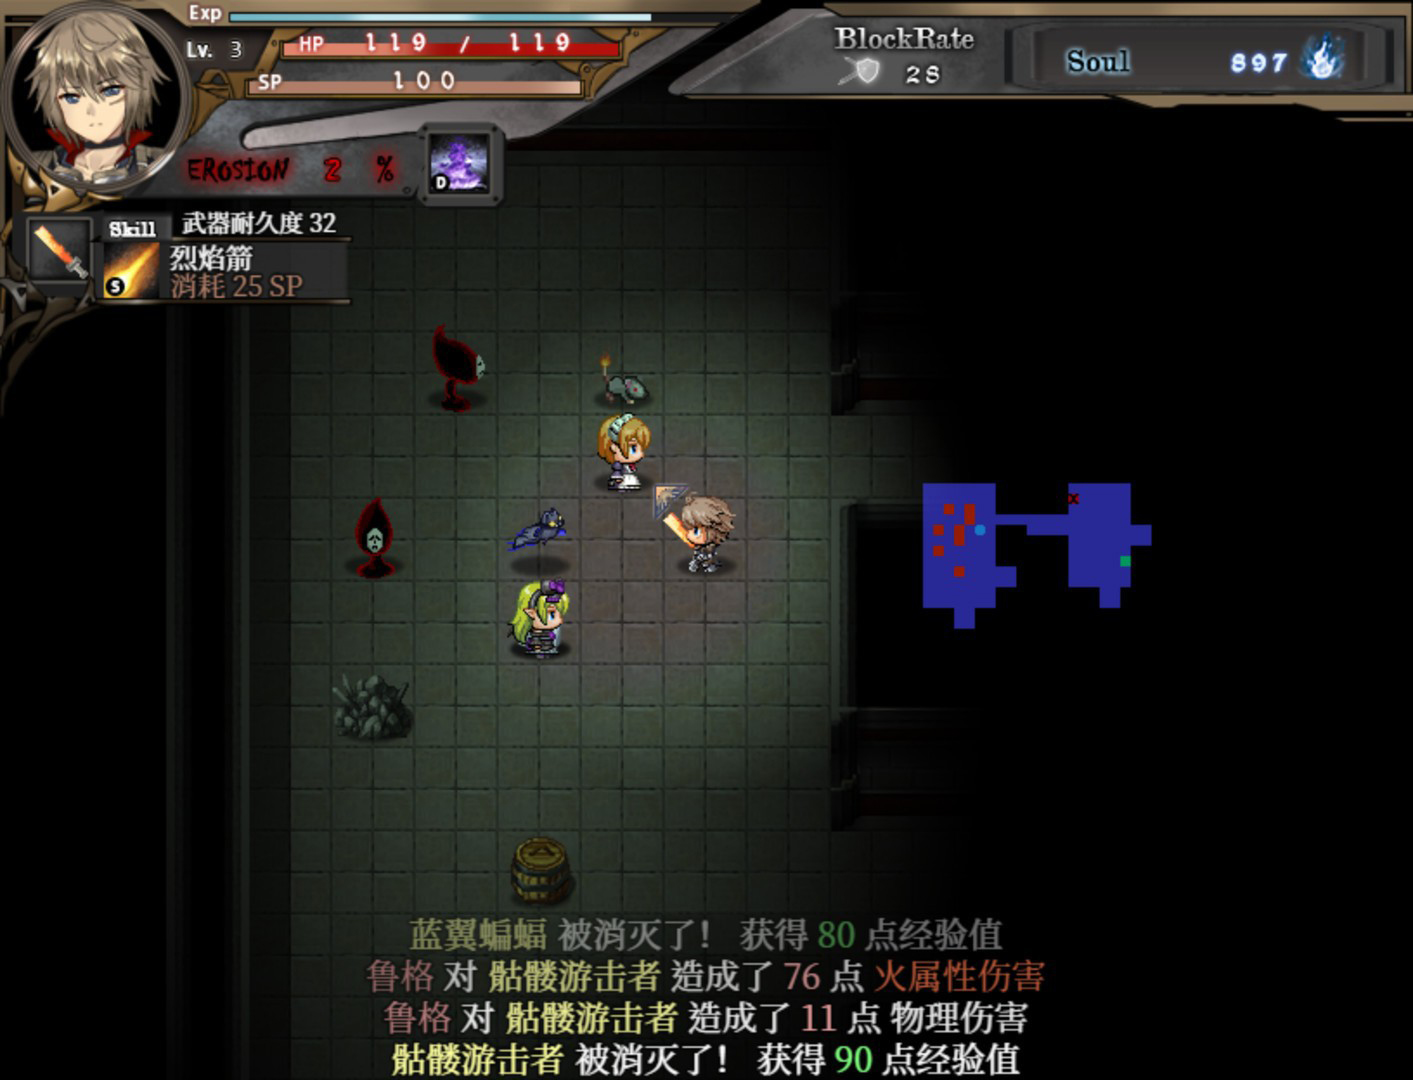 Exp
Lv. 3
HP 119 / 119
SP 100
BlockRate
28
Soul 897
EROSION 2 %
D
Skill 武器耐久度 32
烈焰箭
S
消耗 25 SP
蓝翼蝙蝠 被消灭了! 获得 80 点经验值
鲁格 对 骷髅游击者 造成了 76 点 火属性伤害
鲁格 对 骷髅游击者 造成了 11 点 物理伤害
骷髅游击者 被消灭了! 获得 90 点经验值